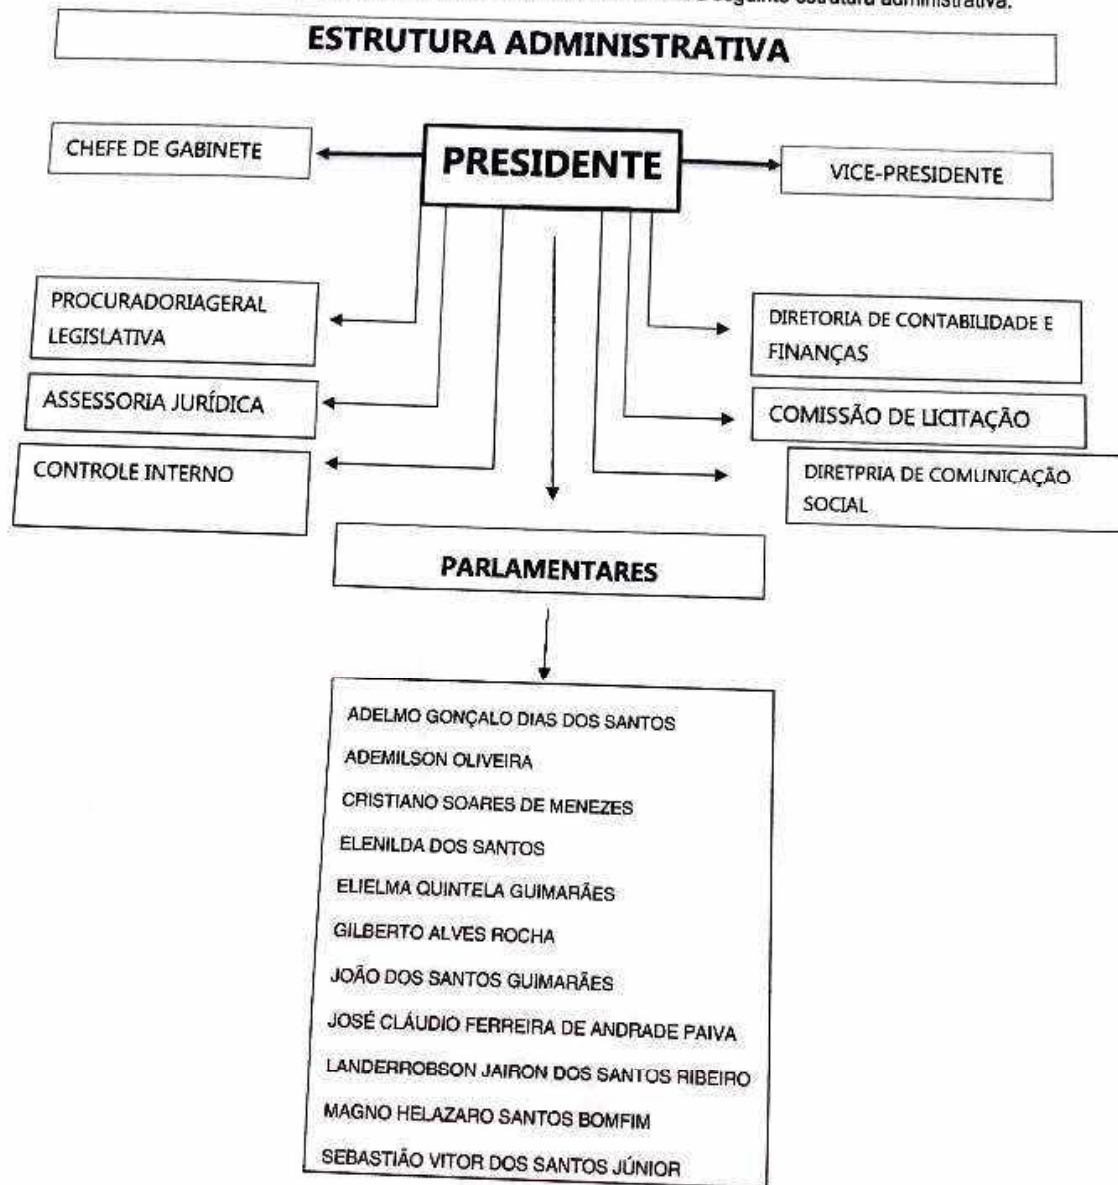 seguinte estrutura administrativa.
ESTRUTURA ADMINISTRATIVA
CHEFE DE GABINETE
PRESIDENTE
VICE-PRESIDENTE
PROCURADORIAGERAL
LEGISLATIVA
DIRETORIA DE CONTABILIDADE E
FINANÇAS
ASSESSORIA JURÍDICA
COMISSÃO DE LICITAÇÃO
CONTROLE INTERNO
DIRETPRIA DE COMUNICAÇÃO
SOCIAL
PARLAMENTARES
ADELMO GONÇALO DIAS DOS SANTOS
ADEMILSON OLIVEIRA
CRISTIANO SOARES DE MENEZES
ELENILDA DOS SANTOS
ELIELMA QUINTELA GUIMARÃES
GILBERTO ALVES ROCHA
JOÃO DOS SANTOS GUIMARÃES
JOSÉ CLÁUDIO FERREIRA DE ANDRADE PAIVA
LANDERROBSON JAIRON DOS SANTOS RIBEIRO
MAGNO HELAZARO SANTOS BOMFIM
SEBASTIÃO VITOR DOS SANTOS JÚNIOR